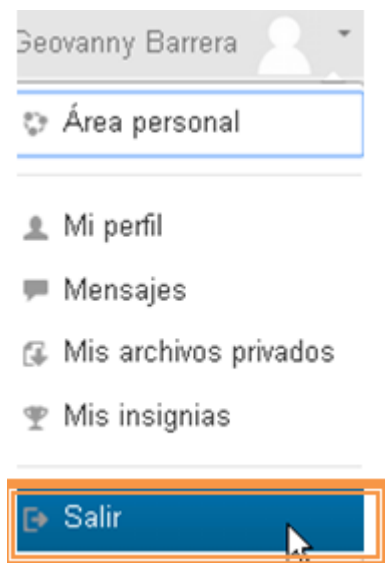 Geovanny Barrera
Área personal
Mi perfil
Mensajes
Mis archivos privados
Mis insignias
Salir